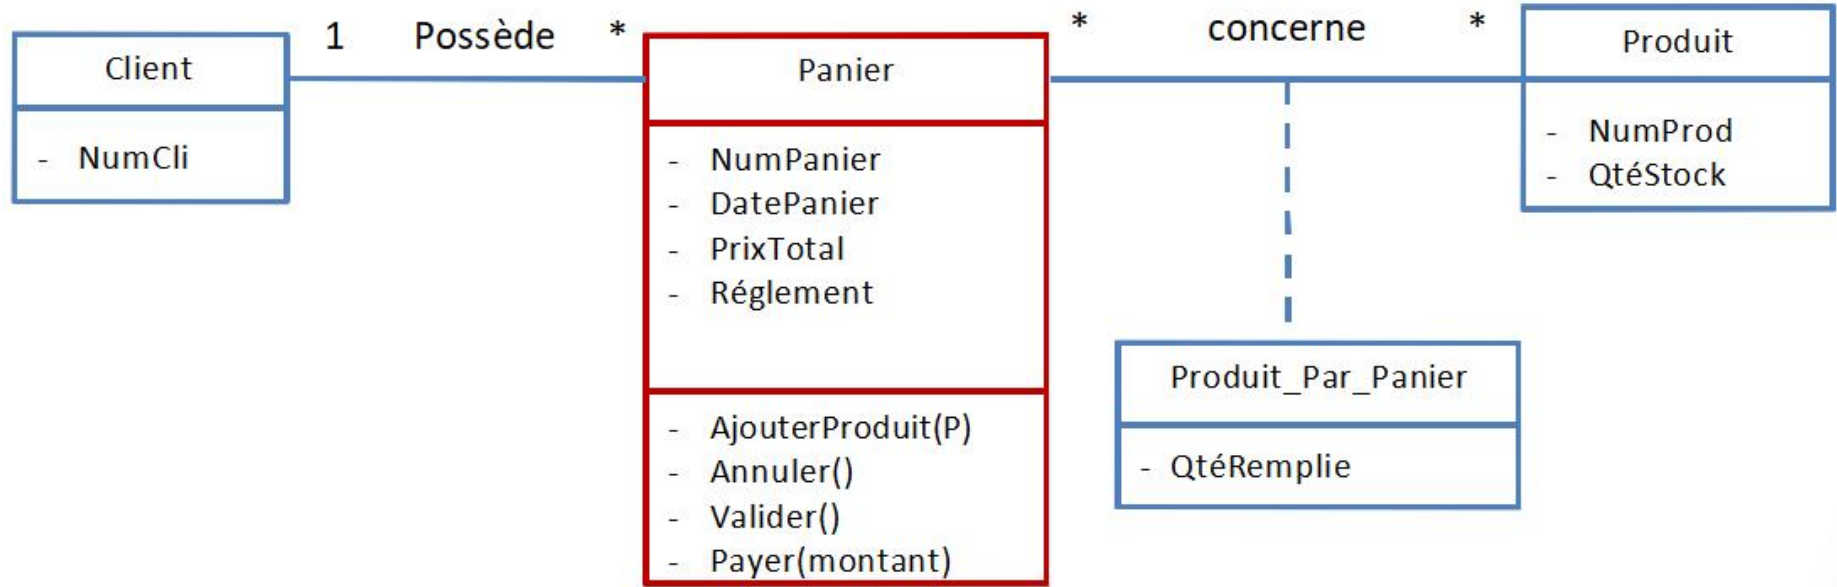 Client
- NumCli
1 Possède *
Panier
- NumPanier
- DatePanier
- PrixTotal
- Réglement
- AjouterProduit(P)
- Annuler()
- Valider()
- Payer(montant)
* concerne *
Produit
- NumProd
- QtéStock
Produit_Par_Panier
- QtéRemplie